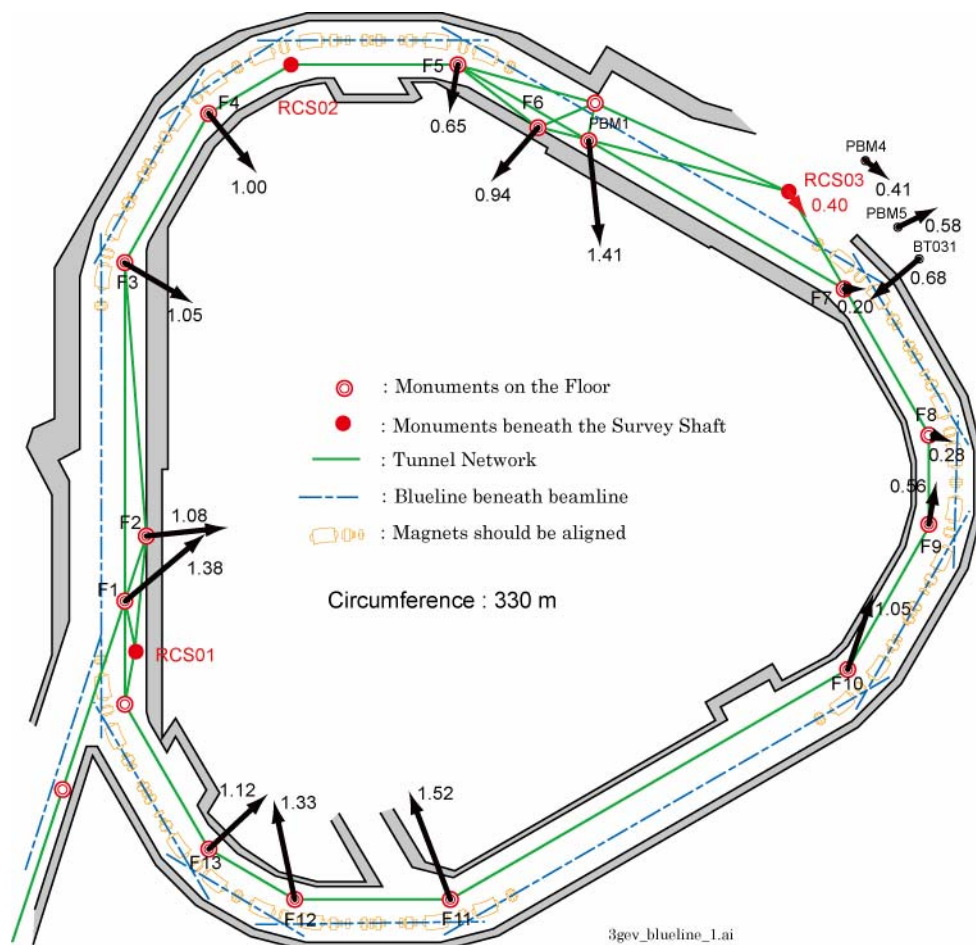 F5
F6
F4
RCS02
0.65
PBM1
PBM4
0.41
1.00
0.94
RCS03
0.40
PBM5
0.58
BT031
0.68
1.41
F3
1.05
F7
0.20
: Monuments on the Floor
: Monuments beneath the Survey Shaft
: Tunnel Network
: Blueline beneath beamline
: Magnets should be aligned
F8
0.28
0.56
F9
F2
1.08
1.38
F1
Circumference : 330 m
1.05
RCS01
F10
1.12
1.33
1.52
F13
F12
F11
3gev_blueline_1.ai